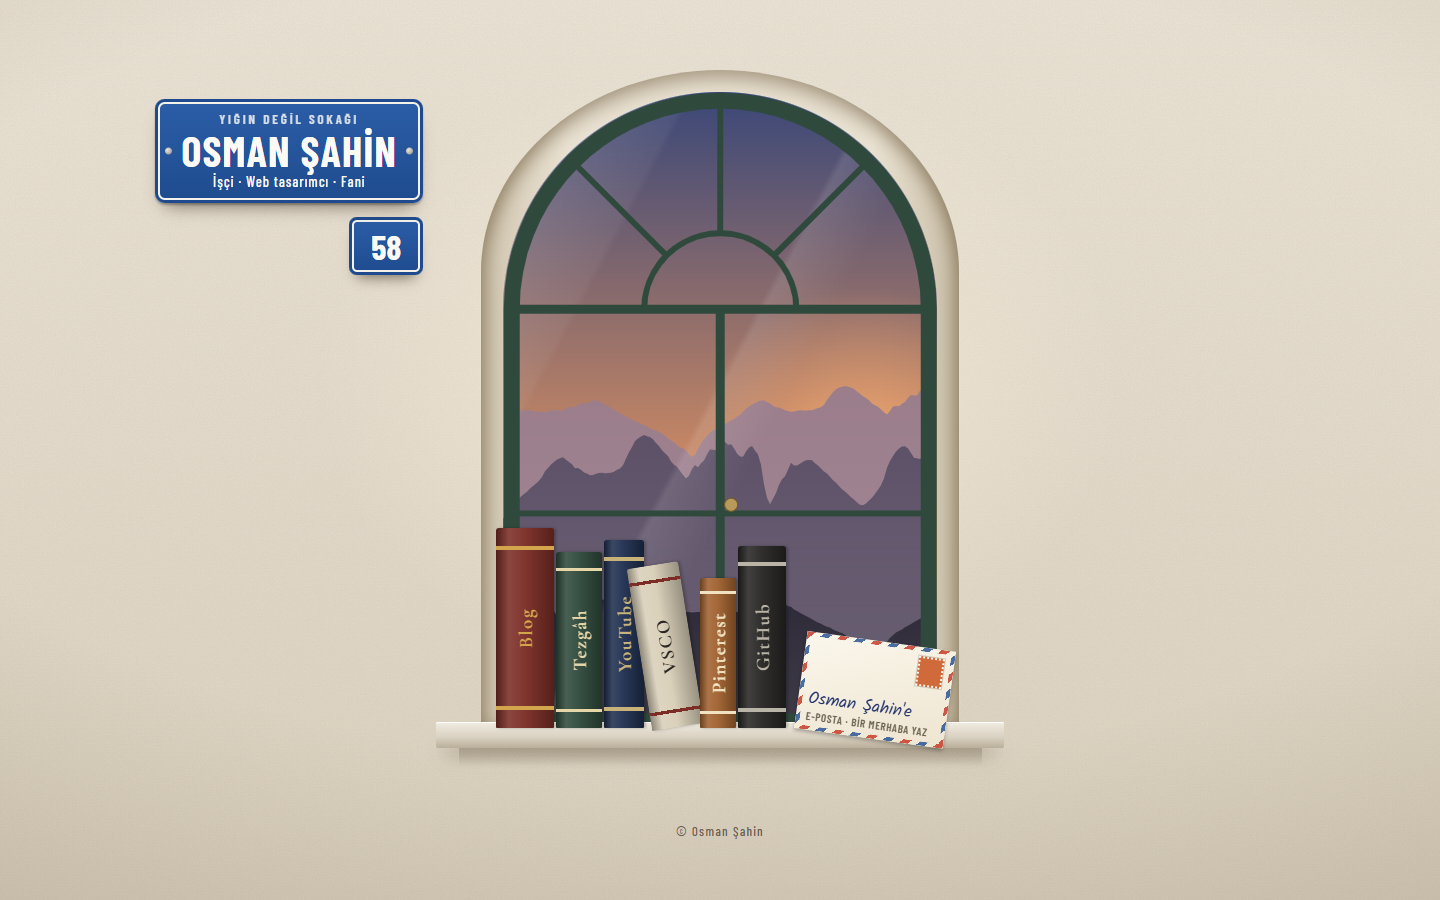 YIĞIN DEĞİL SOKAĞI
OSMAN ŞAHİN
İşçi · Web tasarımcı · Fani
58
Blog
Tezgâh
YouTube
VSCO
Pinterest
GitHub
Osman Şahin'e
E-POSTA · BİR MERHABA YAZ
© Osman Şahin